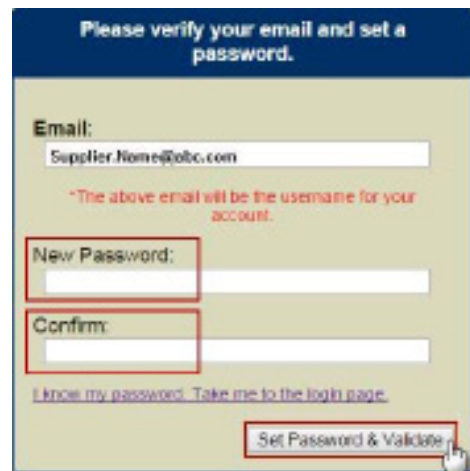 Please verify your email and set a
password.
Email:
Supplier.Name@abc.com
*The above email will be the username for your
account.
New Password:
Confirm:
I know my password. Take me to the login page.
Set Password & Validate